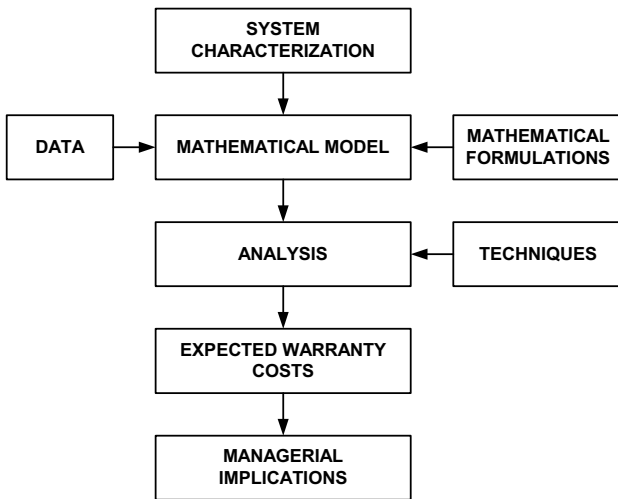 SYSTEM
CHARACTERIZATION
DATA
MATHEMATICAL MODEL
MATHEMATICAL
FORMULATIONS
ANALYSIS
TECHNIQUES
EXPECTED WARRANTY
COSTS
MANAGERIAL
IMPLICATIONS